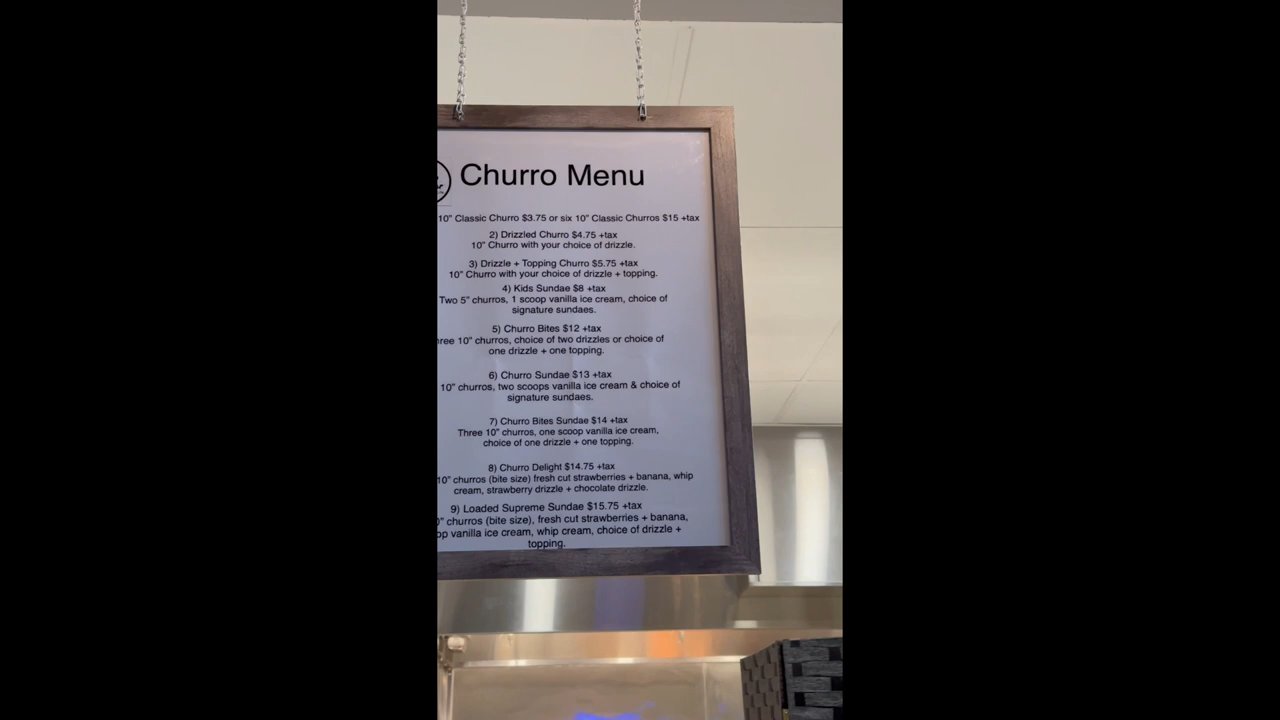 Churro Menu
10" Classic Churro $3.75 or six 10" Classic Churros $15 +tax
2) Drizzled Churro $4.75 +tax
10" Churro with your choice of drizzle.
3) Drizzle + Topping Churro $5.75 +tax
10" Churro with your choice of drizzle + topping.
4) Kids Sundae $8 +tax
Two 5" churros, 1 scoop vanilla ice cream, choice of
signature sundaes.
5) Churro Bites $12 +tax
10" churros, choice of two drizzles or choice of
one drizzle + one topping.
6) Churro Sundae $13 +tax
10" churros, two scoops vanilla ice cream & choice of
signature sundaes.
7) Churro Bites Sundae $14 +tax
Three 10" churros, one scoop vanilla ice cream,
choice of one drizzle + one topping.
8) Churro Delight $14.75 +tax
10" churros (bite size) fresh cut strawberries + banana, whip
cream, strawberry drizzle + chocolate drizzle.
9) Loaded Supreme Sundae $15.75 +tax
churros (bite size), fresh cut strawberries + banana,
vanilla ice cream, whip cream, choice of drizzle +
topping.